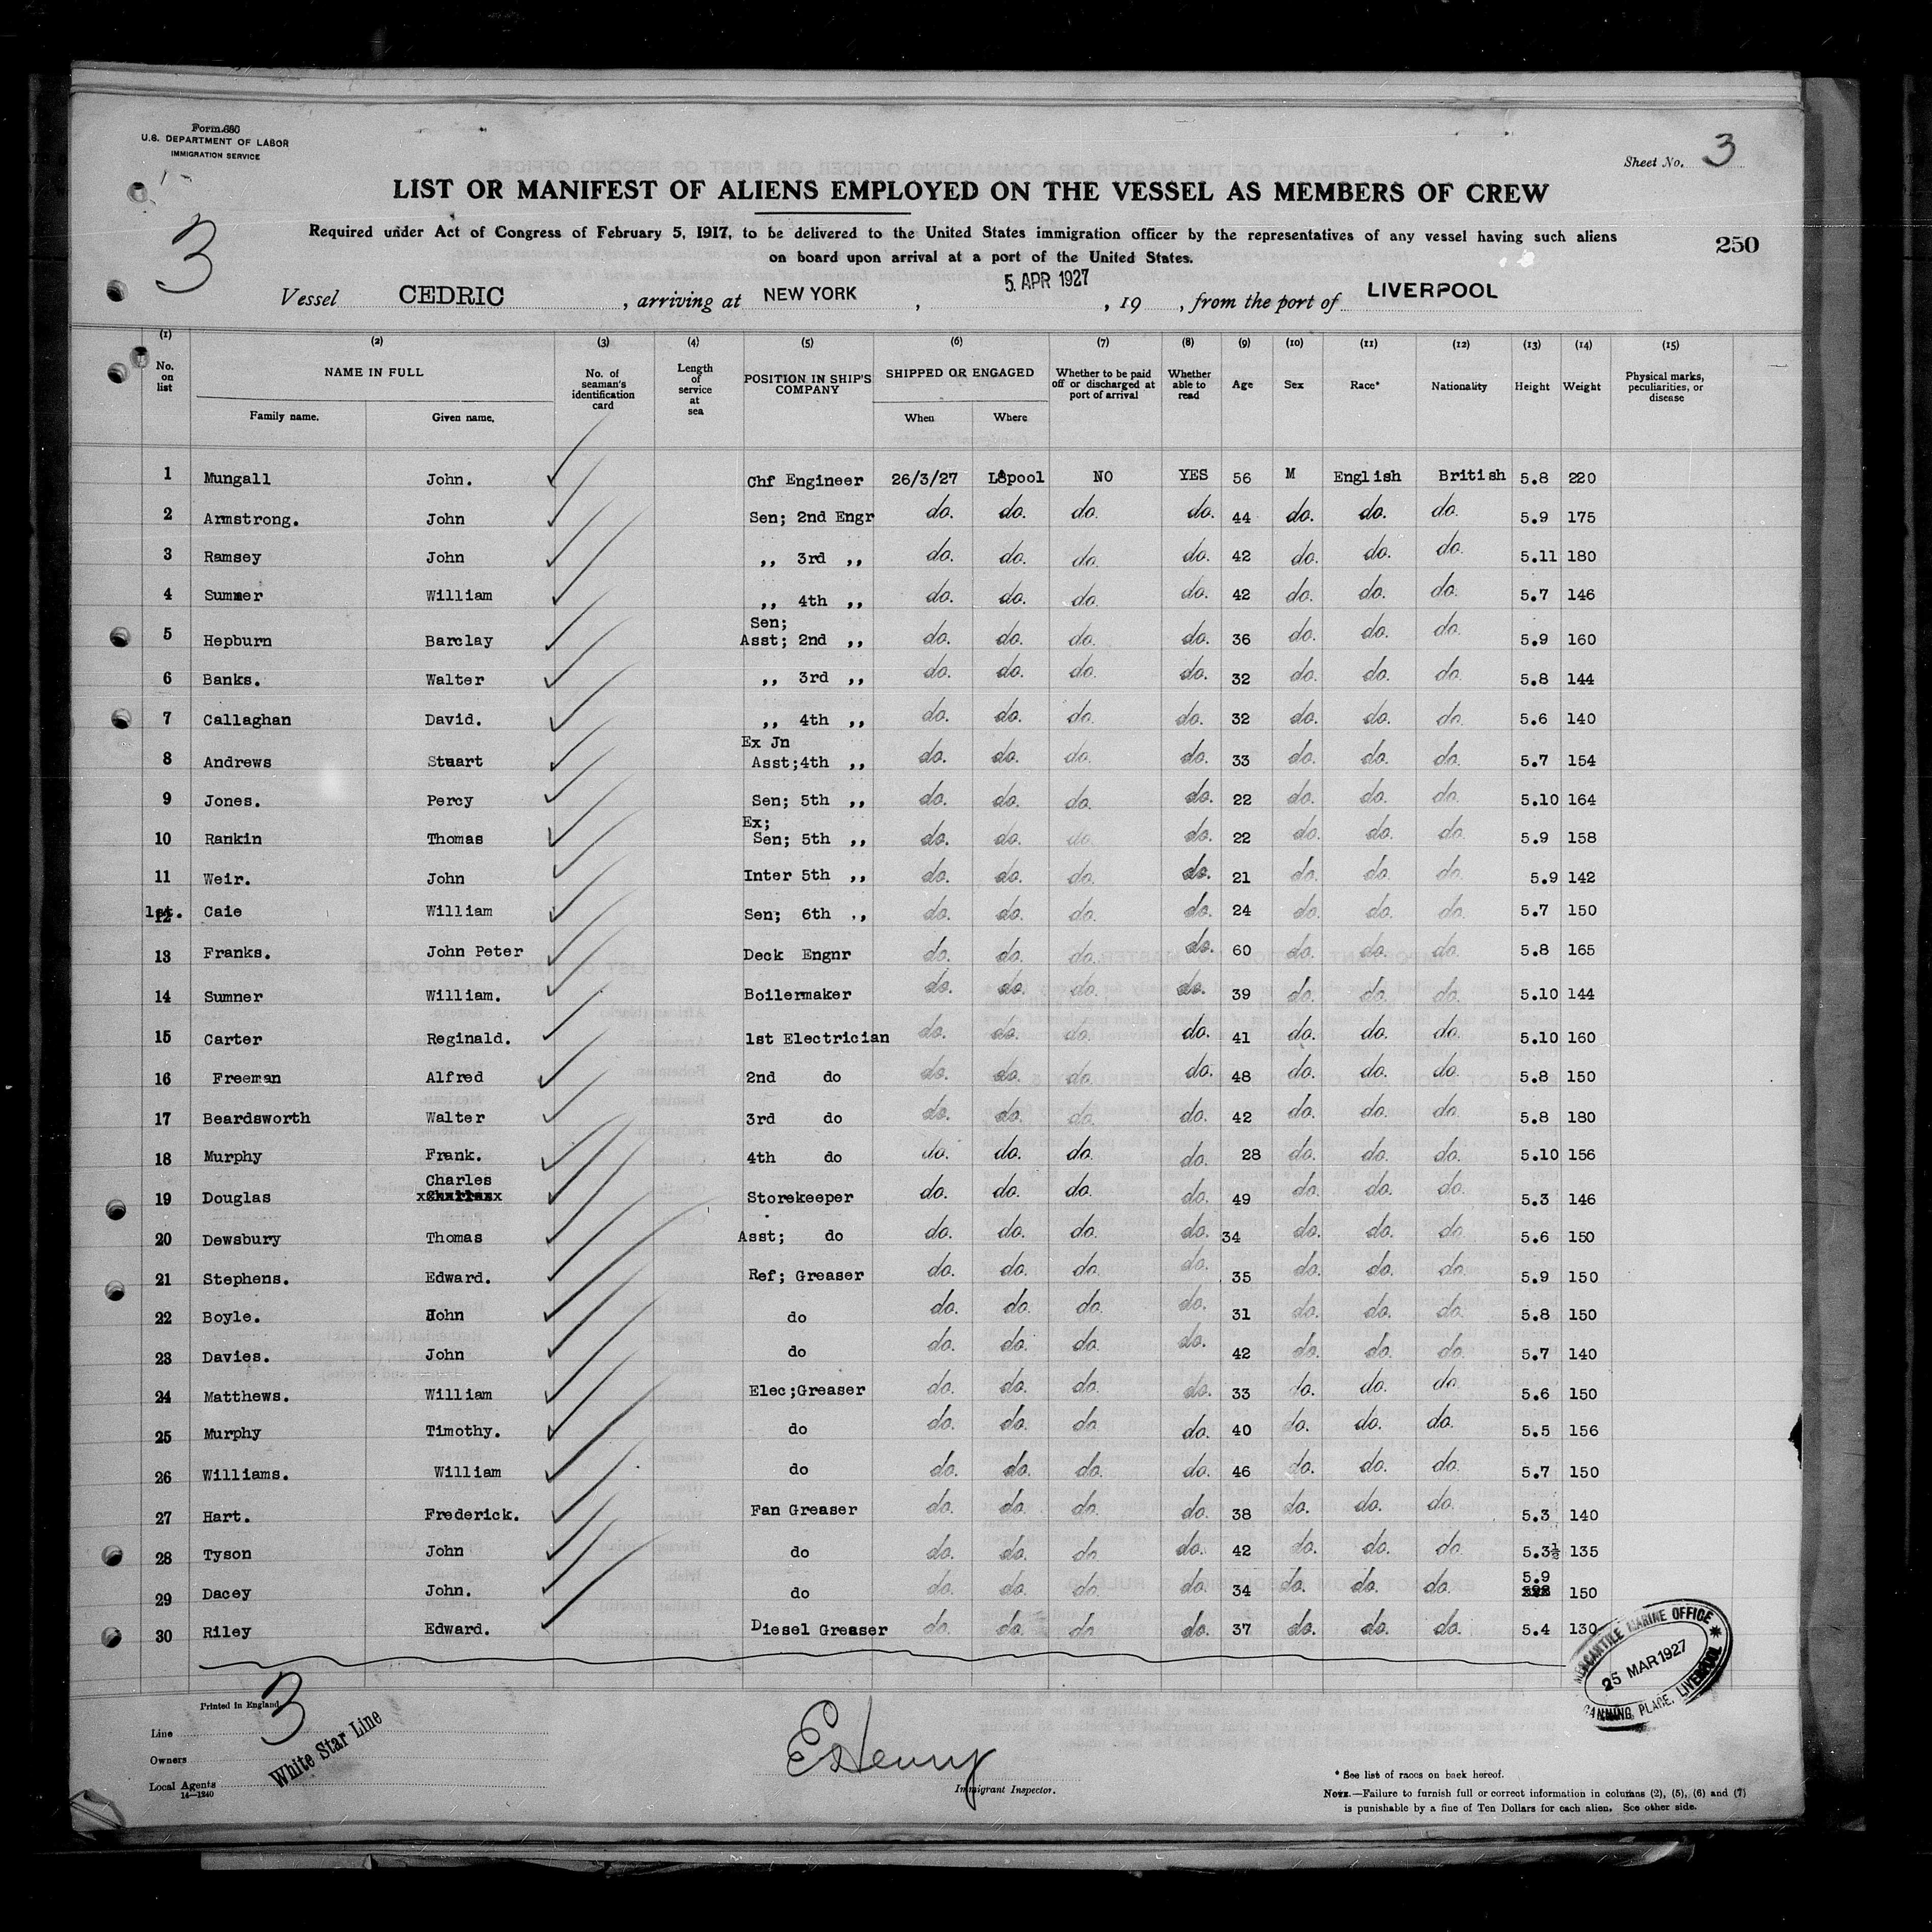 Form 680
U.S. DEPARTMENT OF LABOR
IMMIGRATION SERVICE
Sheet No. 3
LIST OR MANIFEST OF ALIENS EMPLOYED ON THE VESSEL AS MEMBERS OF CREW
3
Required under Act of Congress of February 5, 1917, to be delivered to the United States immigration officer by the representatives of any vessel having such aliens
on board upon arrival at a port of the United States.
250
Vessel CEDRIC, arriving at NEW YORK, 5 APR 1927, 19 , from the port of LIVERPOOL
(1) (2) (3) (4) (5) (6) (7) (8) (9) (10) (11) (12) (13) (14) (15)
No. on list NAME IN FULL Family name. Given name. No. of seaman's identification card Length of service at sea POSITION IN SHIP'S COMPANY SHIPPED OR ENGAGED When Where Whether to be paid off or discharged at port of arrival Whether able to read Age Sex Race* Nationality Height Weight Physical marks, peculiarities, or disease
1 Mungall John. Chf Engineer 26/3/27 L'pool NO YES 56 M English British 5.8 220
2 Armstrong. John Sen; 2nd Engr do. do. do. do. 44 do. do. do. 5.9 175
3 Ramsey John ,, 3rd ,, do. do. do. do. 42 do. do. do. 5.11 180
4 Summer William ,, 4th ,, do. do. do. do. 42 do. do. do. 5.7 146
5 Hepburn Barclay Sen; Asst; 2nd ,, do. do. do. do. 36 do. do. do. 5.9 160
6 Banks. Walter ,, 3rd ,, do. do. do. do. 32 do. do. do. 5.8 144
7 Callaghan David. ,, 4th ,, do. do. do. do. 32 do. do. do. 5.6 140
8 Andrews Stuart Ex Jn Asst;4th ,, do. do. do. do. 33 do. do. do. 5.7 154
9 Jones. Percy Sen; 5th ,, do. do. do. do. 22 do. do. do. 5.10 164
10 Rankin Thomas Ex; Sen; 5th ,, do. do. do. do. 22 do. do. do. 5.9 158
11 Weir. John Inter 5th ,, do. do. do. do. 21 do. do. do. 5.9 142
12 Caie William Sen; 6th ,, do. do. do. do. 24 do. do. do. 5.7 150
13 Franks. John Peter Deck Engnr do. do. do. do. 60 do. do. do. 5.8 165
14 Sumner William. Boilermaker do. do. do. do. 39 do. do. do. 5.10 144
15 Carter Reginald. 1st Electrician do. do. do. do. 41 do. do. do. 5.10 160
16 Freeman Alfred 2nd do do. do. do. do. 48 do. do. do. 5.8 150
17 Beardsworth Walter 3rd do do. do. do. do. 42 do. do. do. 5.8 180
18 Murphy Frank. 4th do do. do. do. do. 28 do. do. do. 5.10 156
19 Douglas Charles Storekeeper do. do. do. do. 49 do. do. do. 5.3 146
20 Dewsbury Thomas Asst; do do. do. do. do. 34 do. do. do. 5.6 150
21 Stephens. Edward. Ref; Greaser do. do. do. do. 35 do. do. do. 5.9 150
22 Boyle. John do do. do. do. do. 31 do. do. do. 5.8 150
23 Davies. John do do. do. do. do. 42 do. do. do. 5.7 140
24 Matthews. William Elec;Greaser do. do. do. do. 33 do. do. do. 5.6 150
25 Murphy Timothy. do do. do. do. do. 40 do. do. do. 5.5 156
26 Williams. William do do. do. do. do. 46 do. do. do. 5.7 150
27 Hart. Frederick. Fan Greaser do. do. do. do. 38 do. do. do. 5.3 140
28 Tyson John do do. do. do. do. 42 do. do. do. 5.3½ 135
29 Dacey John. do do. do. do. do. 34 do. do. do. 5.9 150
30 Riley Edward. Diesel Greaser do. do. do. do. 37 do. do. do. 5.4 130
MERCANTILE MARINE OFFICE
25 MAR 1927
CANNING PLACE, LIVERPOOL
Printed in England
3
Line
Owners
White Star Line
Local Agents
14—1240
EHenry
Immigrant Inspector.
* See list of races on back hereof.
NOTE.—Failure to furnish full or correct information in columns (2), (5), (6) and (7)
is punishable by a fine of Ten Dollars for each alien. See other side.